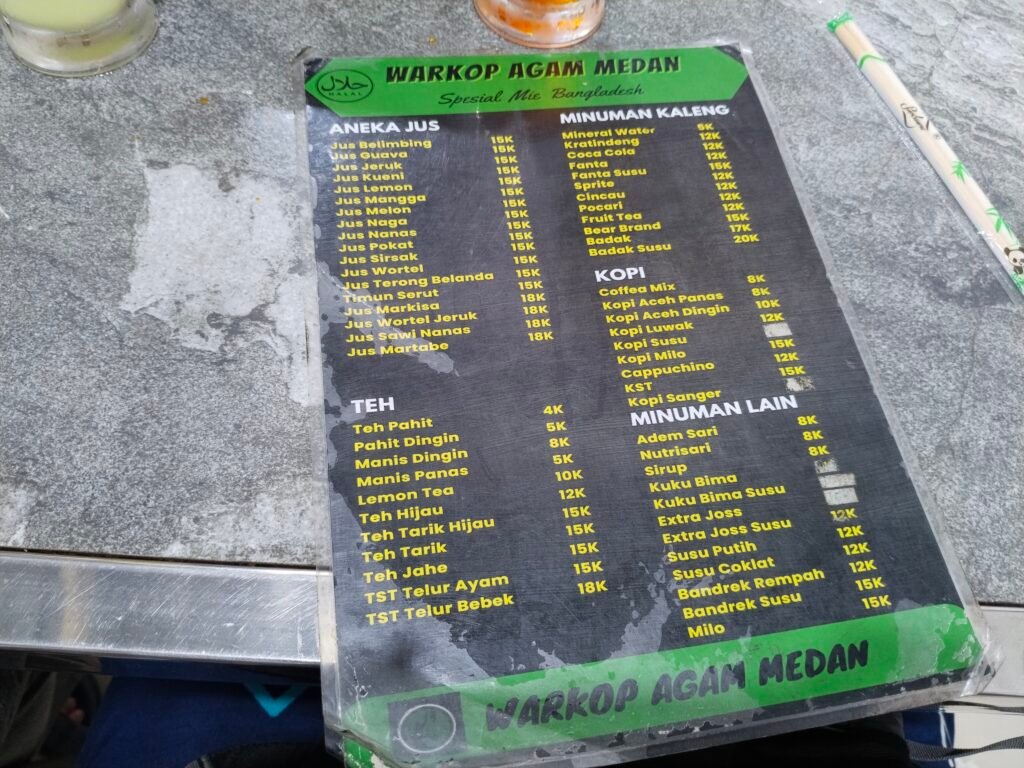 حلال
HALAL
WARKOP AGAM MEDAN
Spesial Mie Bangladesh
ANEKA JUS
Jus Belimbing 15K
Jus Guava 15K
Jus Jeruk 15K
Jus Kueni 15K
Jus Lemon 15K
Jus Mangga 15K
Jus Melon 15K
Jus Naga 15K
Jus Nanas 15K
Jus Pokat 15K
Jus Sirsak 15K
Jus Wortel 15K
Jus Terong Belanda 15K
Timun Serut 15K
Jus Markisa 18K
Jus Wortel Jeruk 18K
Jus Sawi Nanas 18K
Jus Martabe 18K
TEH
Teh Pahit 4K
Pahit Dingin 5K
Manis Dingin 8K
Manis Panas 5K
Lemon Tea 10K
Teh Hijau 12K
Teh Tarik Hijau 15K
Teh Tarik 15K
Teh Jahe 15K
TST Telur Ayam 15K
TST Telur Bebek 18K
MINUMAN KALENG
Mineral Water
Kratindeng 12K
Coca Cola 12K
Fanta 12K
Fanta Susu 15K
Sprite 12K
Cincau 12K
Pocari 12K
Fruit Tea 12K
Bear Brand 15K
Badak 17K
Badak Susu 20K
KOPI
Coffea Mix 8K
Kopi Aceh Panas 8K
Kopi Aceh Dingin 10K
Kopi Luwak 12K
Kopi Susu
Kopi Milo 15K
Cappuchino 12K
KST 15K
Kopi Sanger
MINUMAN LAIN
Adem Sari 8K
Nutrisari 8K
Sirup 8K
Kuku Bima
Kuku Bima Susu
Extra Joss
Extra Joss Susu 12K
Susu Putih 12K
Susu Coklat 12K
Bandrek Rempah 12K
Bandrek Susu 15K
Milo 15K
WARKOP AGAM MEDAN